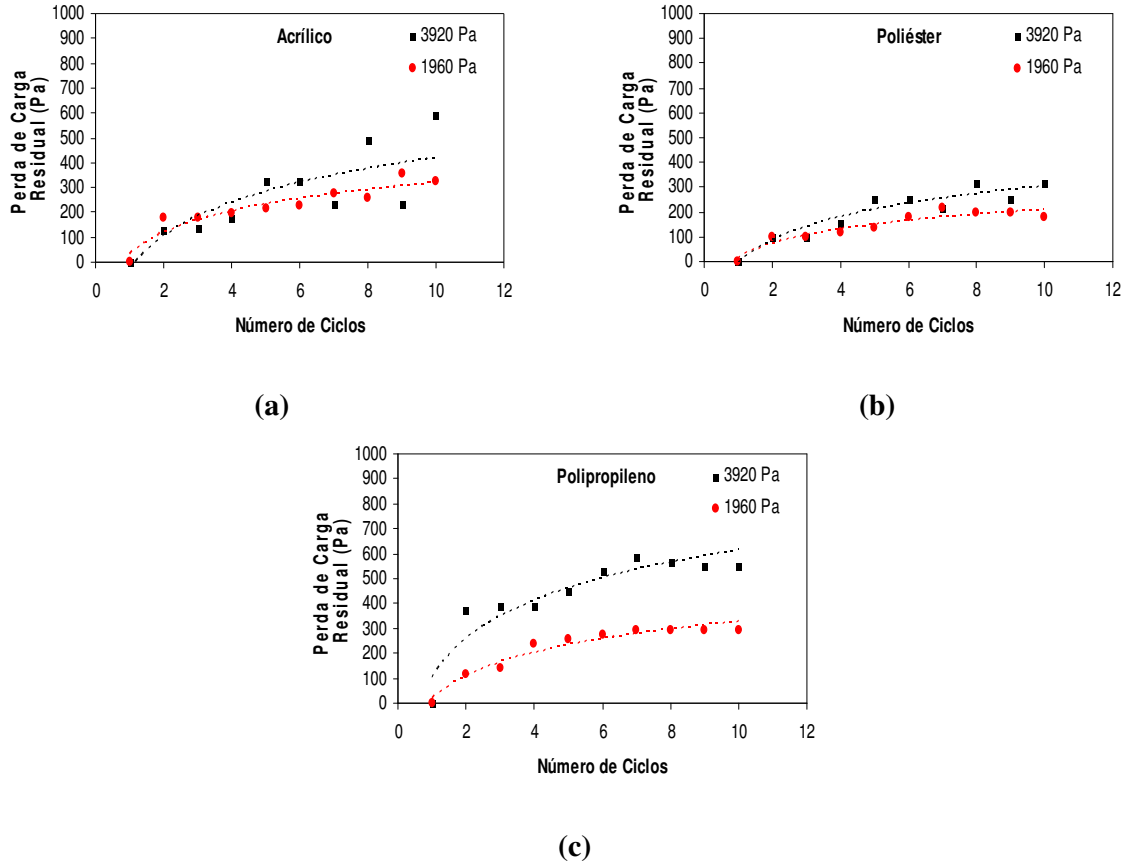 Acrílico
3920 Pa
1960 Pa
1000
900
800
700
600
500
400
300
200
100
0
Perda de Carga
Residual (Pa)
0 2 4 6 8 10 12
Número de Ciclos
(a)
Poliéster
3920 Pa
1960 Pa
1000
900
800
700
600
500
400
300
200
100
0
Perda de Carga
Residual (Pa)
0 2 4 6 8 10 12
Número de Ciclos
(b)
Polipropileno
3920 Pa
1960 Pa
1000
900
800
700
600
500
400
300
200
100
0
Perda de Carga
Residual (Pa)
0 2 4 6 8 10 12
Número de Ciclos
(c)